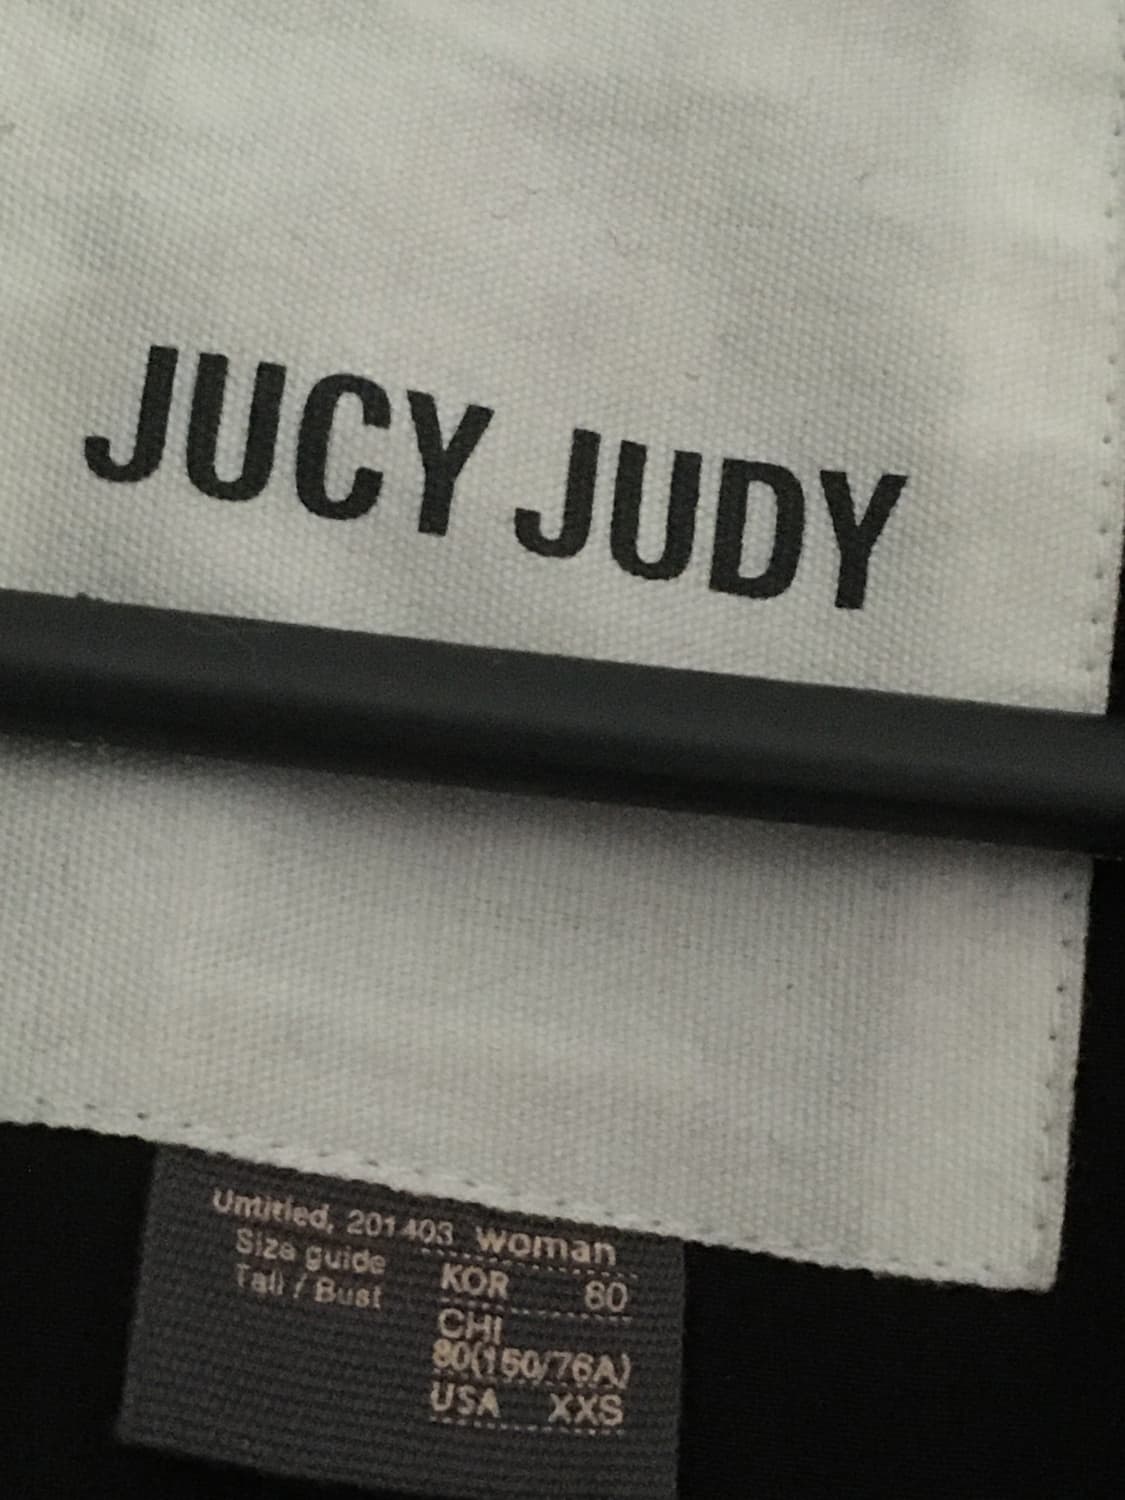 JUCY JUDY
Untitled, 201403 woman
Size guide
Tall / Bust
KOR 80
CHI
80(150/76A)
USA XXS